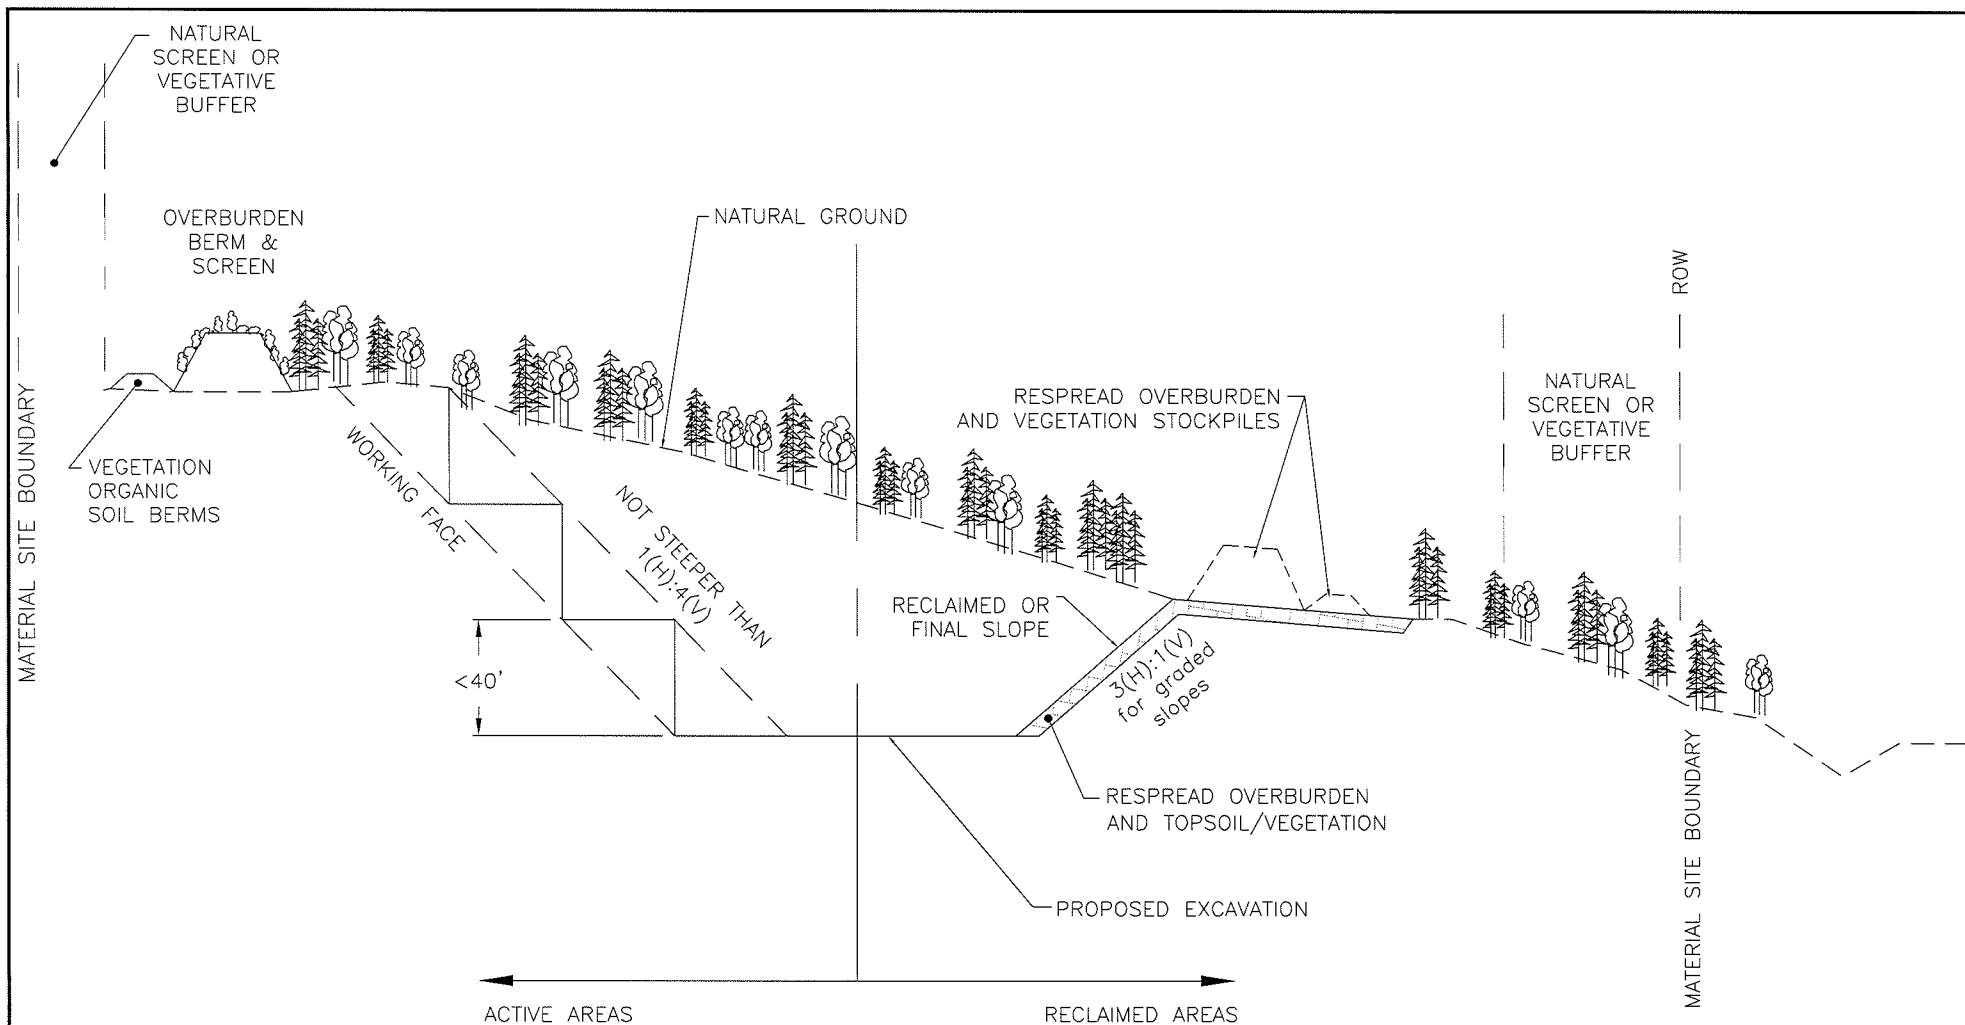 NATURAL
SCREEN OR
VEGETATIVE
BUFFER
OVERBURDEN
BERM &
SCREEN
NATURAL GROUND
MATERIAL SITE BOUNDARY
VEGETATION
ORGANIC
SOIL BERMS
WORKING FACE
NOT STEEPER THAN
1(H):4(V)
<40'
RESPREAD OVERBURDEN
AND VEGETATION STOCKPILES
RECLAIMED OR
FINAL SLOPE
3(H):1(V)
for graded
slopes
NATURAL
SCREEN OR
VEGETATIVE
BUFFER
ROW
RESPREAD OVERBURDEN
AND TOPSOIL/VEGETATION
PROPOSED EXCAVATION
MATERIAL SITE BOUNDARY
ACTIVE AREAS
RECLAIMED AREAS